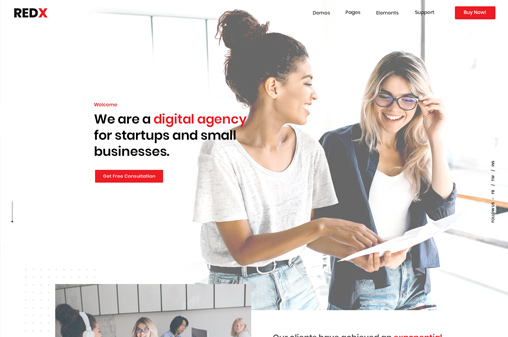 REDX
Demos
Pages
Elements
Support
Buy Now!
Welcome
We are a digital agency
for startups and small
businesses.
Get Free Consultation
Our clients have achieved an exponential